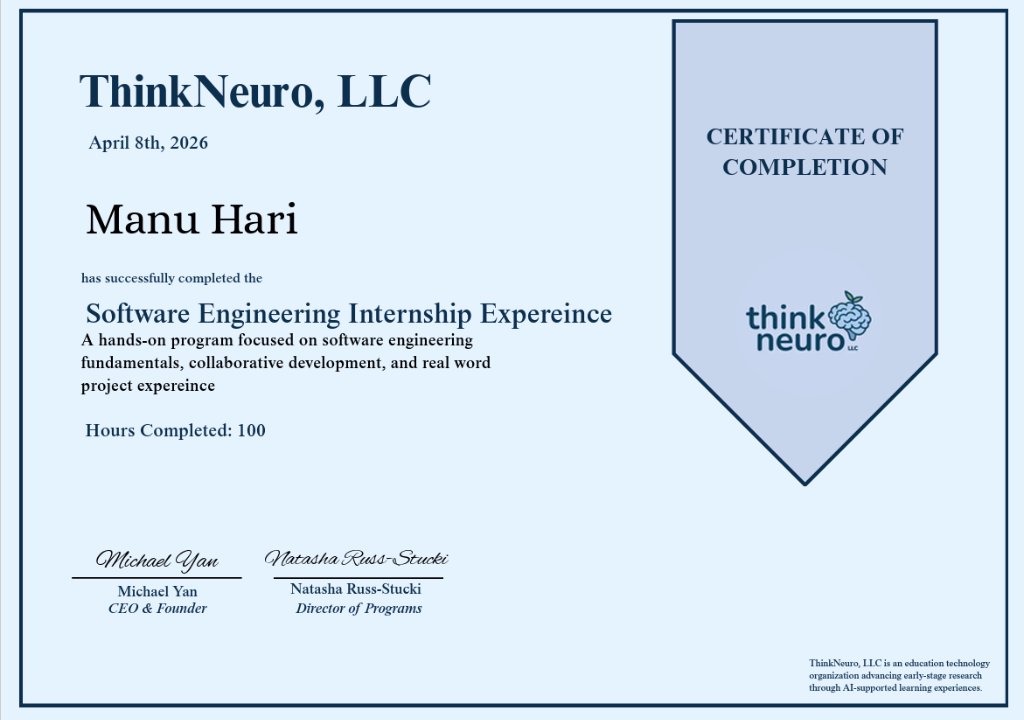 ThinkNeuro, LLC
April 8th, 2026
Manu Hari
has successfully completed the
Software Engineering Internship Expereince
A hands-on program focused on software engineering
fundamentals, collaborative development, and real word
project expereince
Hours Completed: 100
CERTIFICATE OF
COMPLETION
think
neuro
LLC
Michael Yan
Michael Yan
CEO & Founder
Natasha Russ-Stucki
Natasha Russ-Stucki
Director of Programs
ThinkNeuro, LLC is an education technology
organization advancing early-stage research
through AI-supported learning experiences.